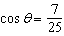 cos θ = 7/25